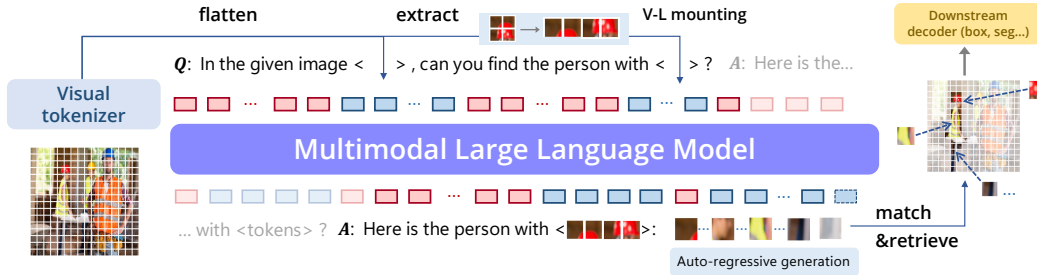 flatten
extract
V-L mounting
Downstream
decoder (box, seg...)
Q: In the given image < > , can you find the person with < > ? A: Here is the...
Visual
tokenizer
... ... ... ...
Multimodal Large Language Model
... ... ...
... with <tokens> ? A: Here is the person with < >:
... ... ...
match
&retrieve
Auto-regressive generation